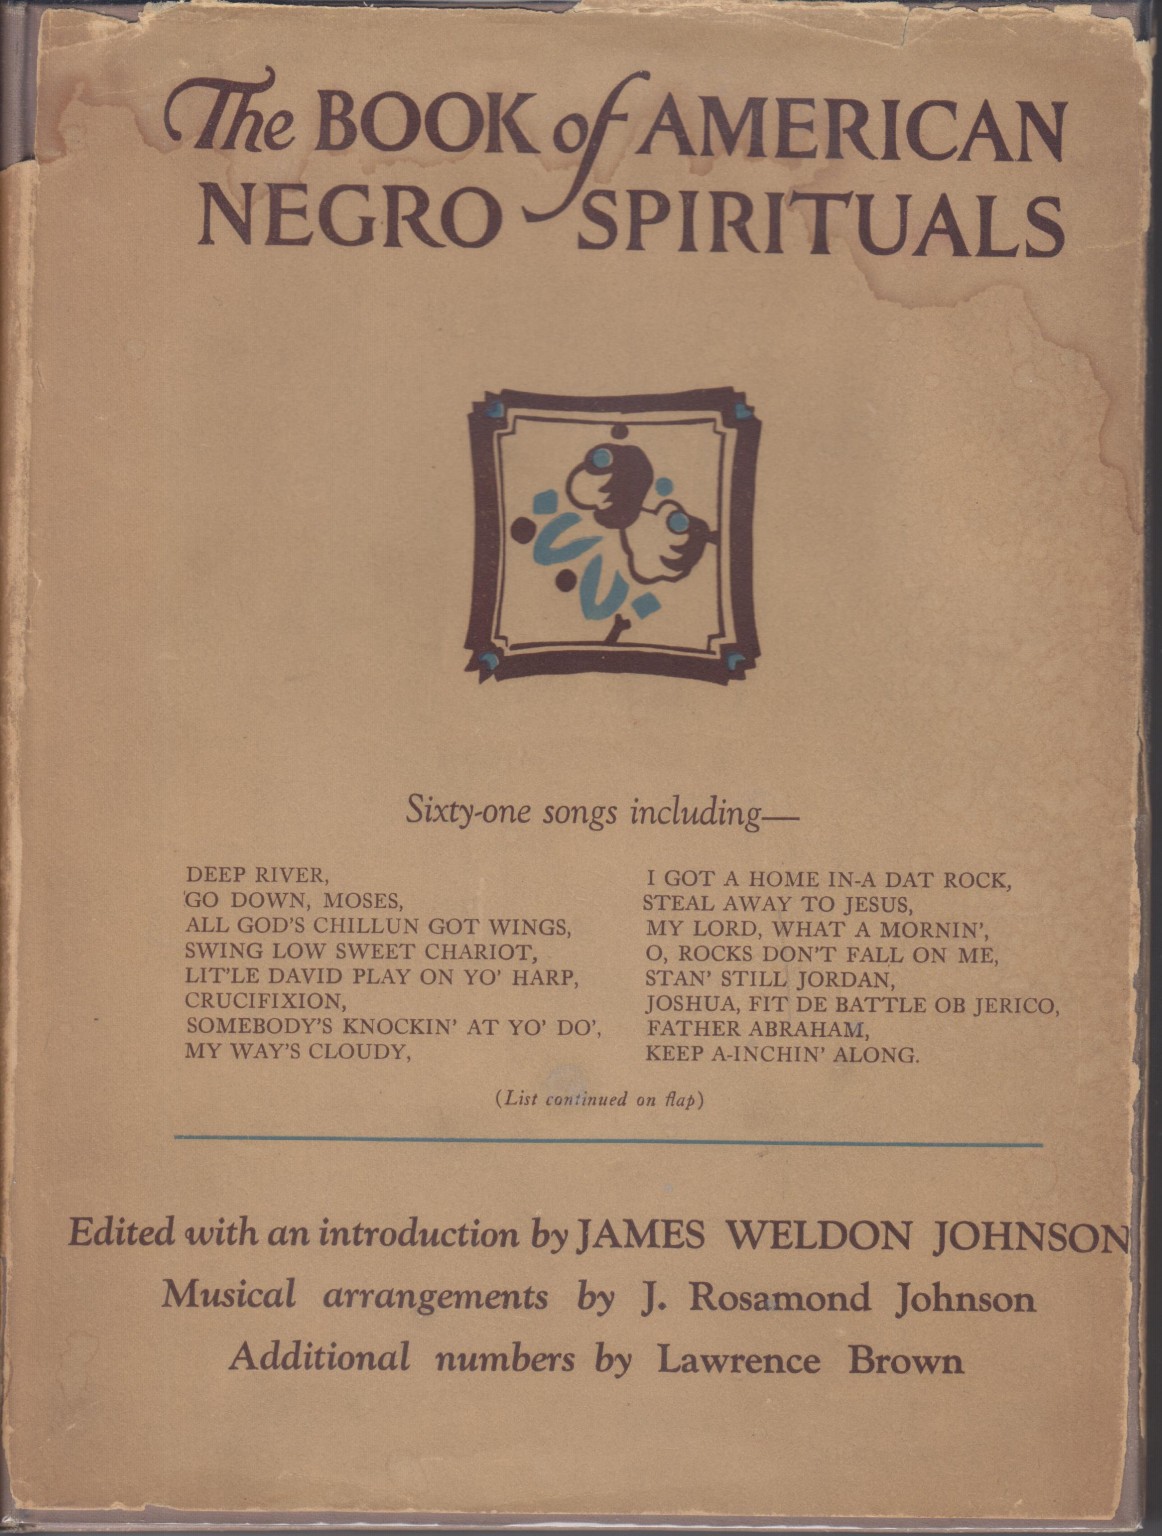 The BOOK of AMERICAN
NEGRO SPIRITUALS
Sixty-one songs including—
DEEP RIVER,
GO DOWN, MOSES,
ALL GOD'S CHILLUN GOT WINGS,
SWING LOW SWEET CHARIOT,
LIT'LE DAVID PLAY ON YO' HARP,
CRUCIFIXION,
SOMEBODY'S KNOCKIN' AT YO' DO',
MY WAY'S CLOUDY,
I GOT A HOME IN-A DAT ROCK,
STEAL AWAY TO JESUS,
MY LORD, WHAT A MORNIN',
O, ROCKS DON'T FALL ON ME,
STAN' STILL JORDAN,
JOSHUA, FIT DE BATTLE OB JERICO,
FATHER ABRAHAM,
KEEP A-INCHIN' ALONG.
(List continued on flap)
Edited with an introduction by JAMES WELDON JOHNSON
Musical arrangements by J. Rosamond Johnson
Additional numbers by Lawrence Brown